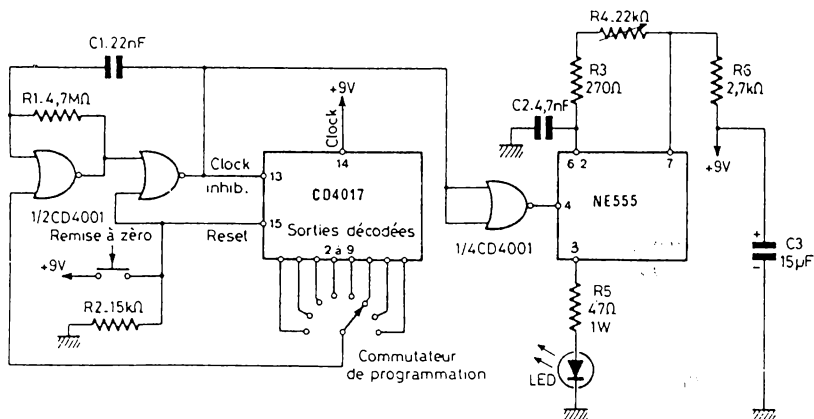 C1.22nF
R1.4,7MΩ
1/2CD4001
Remise à zèro
+9V
R2.15kΩ
Clock
inhib.
Reset
+9V
Clock
14
13
CD4017
15
Sorties décodées
2 à 9
Commutateur
de programmation
1/4CD4001
R4.22kΩ
R3
270Ω
C2.4,7nF
R6
2,7kΩ
+9V
6 2
7
4
NE555
3
R5
47Ω
1W
LED
+
C3
15µF
-